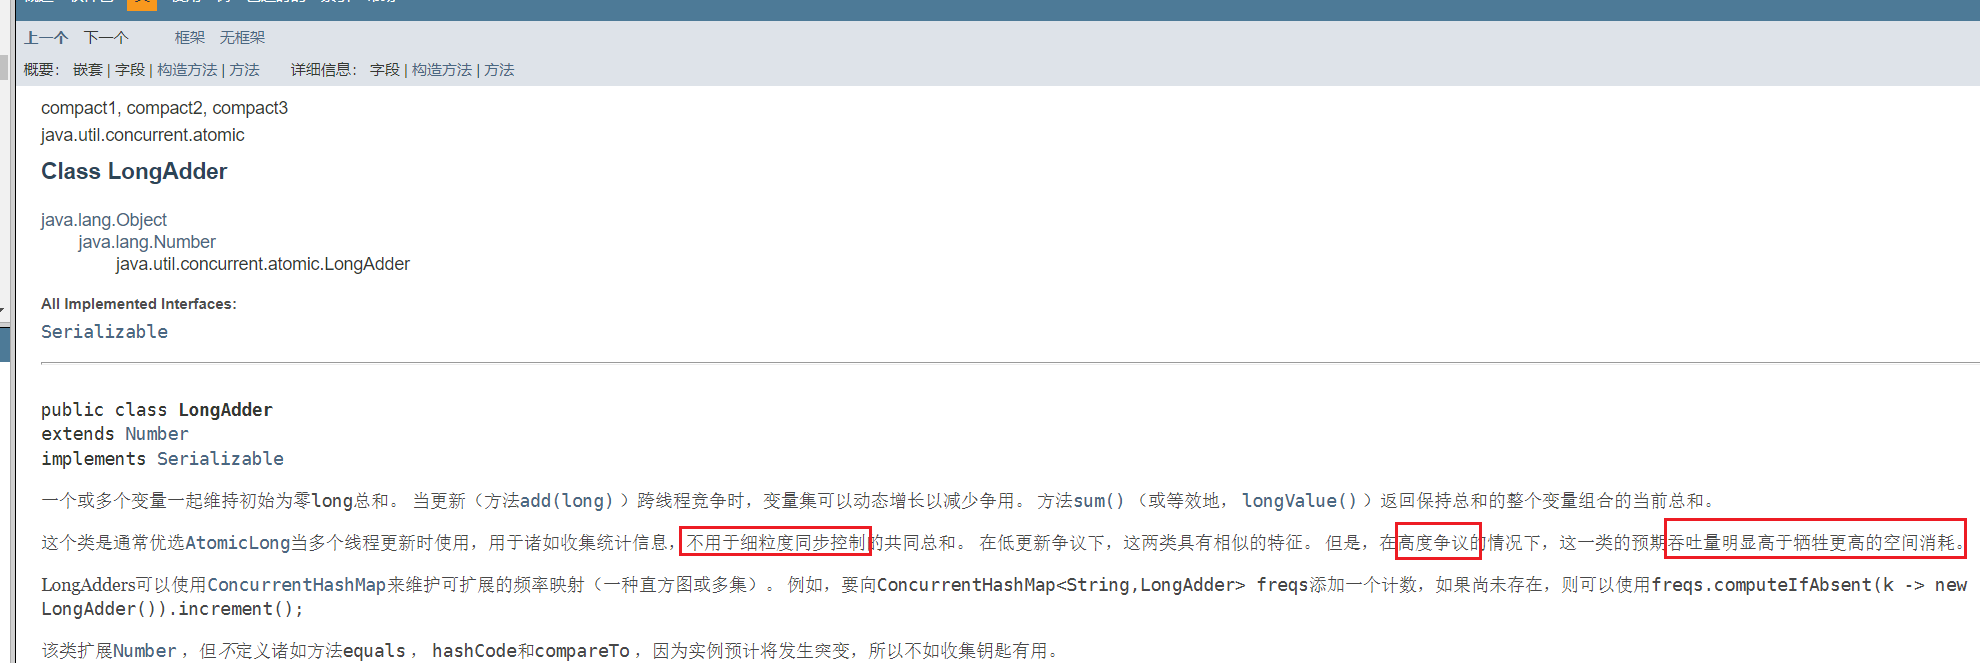 上一个 下一个 框架 无框架
概要： 嵌套 | 字段 | 构造方法 | 方法 详细信息： 字段 | 构造方法 | 方法
compact1, compact2, compact3
java.util.concurrent.atomic
Class LongAdder
java.lang.Object
java.lang.Number
java.util.concurrent.atomic.LongAdder
All Implemented Interfaces:
Serializable
public class LongAdder
extends Number
implements Serializable
一个或多个变量一起维持初始为零long总和。 当更新（方法add(long) ）跨线程竞争时，变量集可以动态增长以减少争用。 方法sum() （或等效地， longValue() ）返回保持总和的整个变量组合的当前总和。
这个类是通常优选AtomicLong当多个线程更新时使用，用于诸如收集统计信息，不用于细粒度同步控制的共同总和。 在低更新争议下，这两类具有相似的特征。 但是，在高度争议的情况下，这一类的预期吞吐量明显高于牺牲更高的空间消耗。
LongAdders可以使用ConcurrentHashMap来维护可扩展的频率映射（一种直方图或多集）。 例如，要向ConcurrentHashMap<String,LongAdder> freqs添加一个计数，如果尚未存在，则可以使用freqs.computeIfAbsent(k -> new
LongAdder()).increment();
该类扩展Number ，但不定义诸如方法equals ， hashCode和compareTo ，因为实例预计将发生突变，所以不如收集钥匙有用。